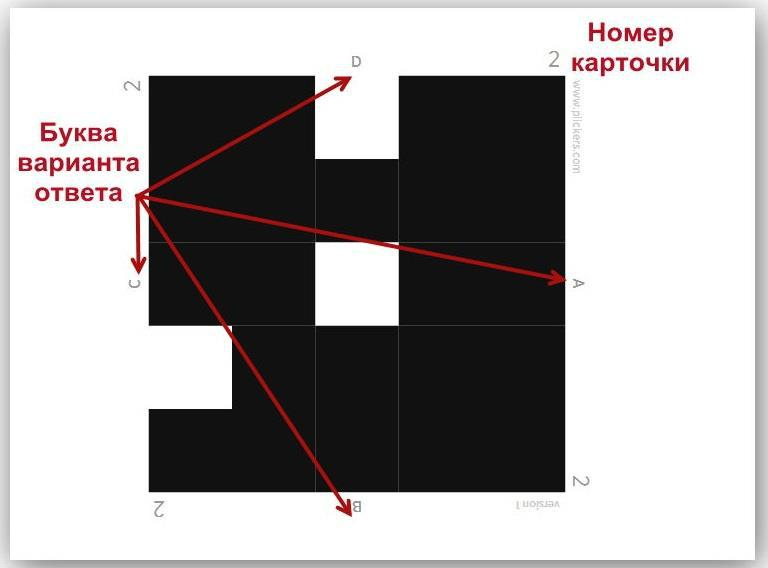 Номер
карточки
D
2
2
www.plickers.com
Буква
варианта
ответа
C
A
2
2
B
version 1